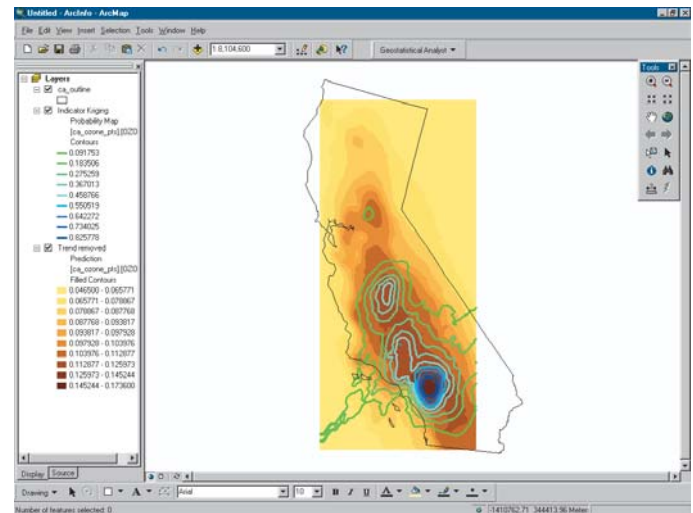 Untitled - ArcInfo - ArcMap
File Edit View Insert Selection Tools Window Help
1:8,104,600
Geostatistical Analyst
Tools
Layers
ca_outline
Indicator Kriging
Probability Map
[ca_ozone_pts].[OZO
Contours
0.091753
0.183506
0.275259
0.367013
0.458766
0.550519
0.642272
0.734025
0.825778
Trend removed
Prediction
[ca_ozone_pts].[OZO
Filled Contours
0.046500 - 0.065771
0.065771 - 0.078867
0.078867 - 0.087768
0.087768 - 0.093817
0.093817 - 0.097928
0.097928 - 0.103976
0.103976 - 0.112877
0.112877 - 0.125973
0.125973 - 0.145244
0.145244 - 0.173600
Display Source
Drawing A Arial 10 B I U A
Number of features selected: 0
-1410762.71 344413.96 Meters